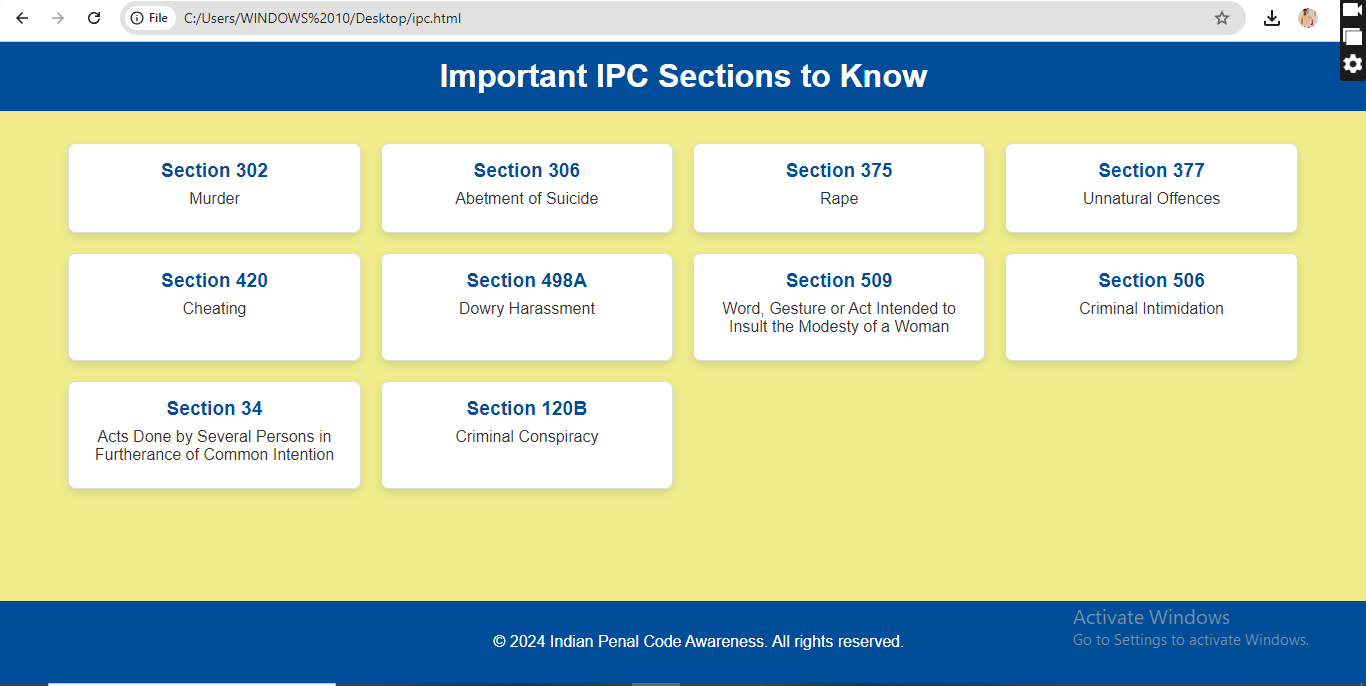 File C:/Users/WINDOWS%2010/Desktop/ipc.html
Important IPC Sections to Know
Section 302
Murder
Section 306
Abetment of Suicide
Section 375
Rape
Section 377
Unnatural Offences
Section 420
Cheating
Section 498A
Dowry Harassment
Section 509
Word, Gesture or Act Intended to
Insult the Modesty of a Woman
Section 506
Criminal Intimidation
Section 34
Acts Done by Several Persons in
Furtherance of Common Intention
Section 120B
Criminal Conspiracy
© 2024 Indian Penal Code Awareness. All rights reserved.
Activate Windows
Go to Settings to activate Windows.